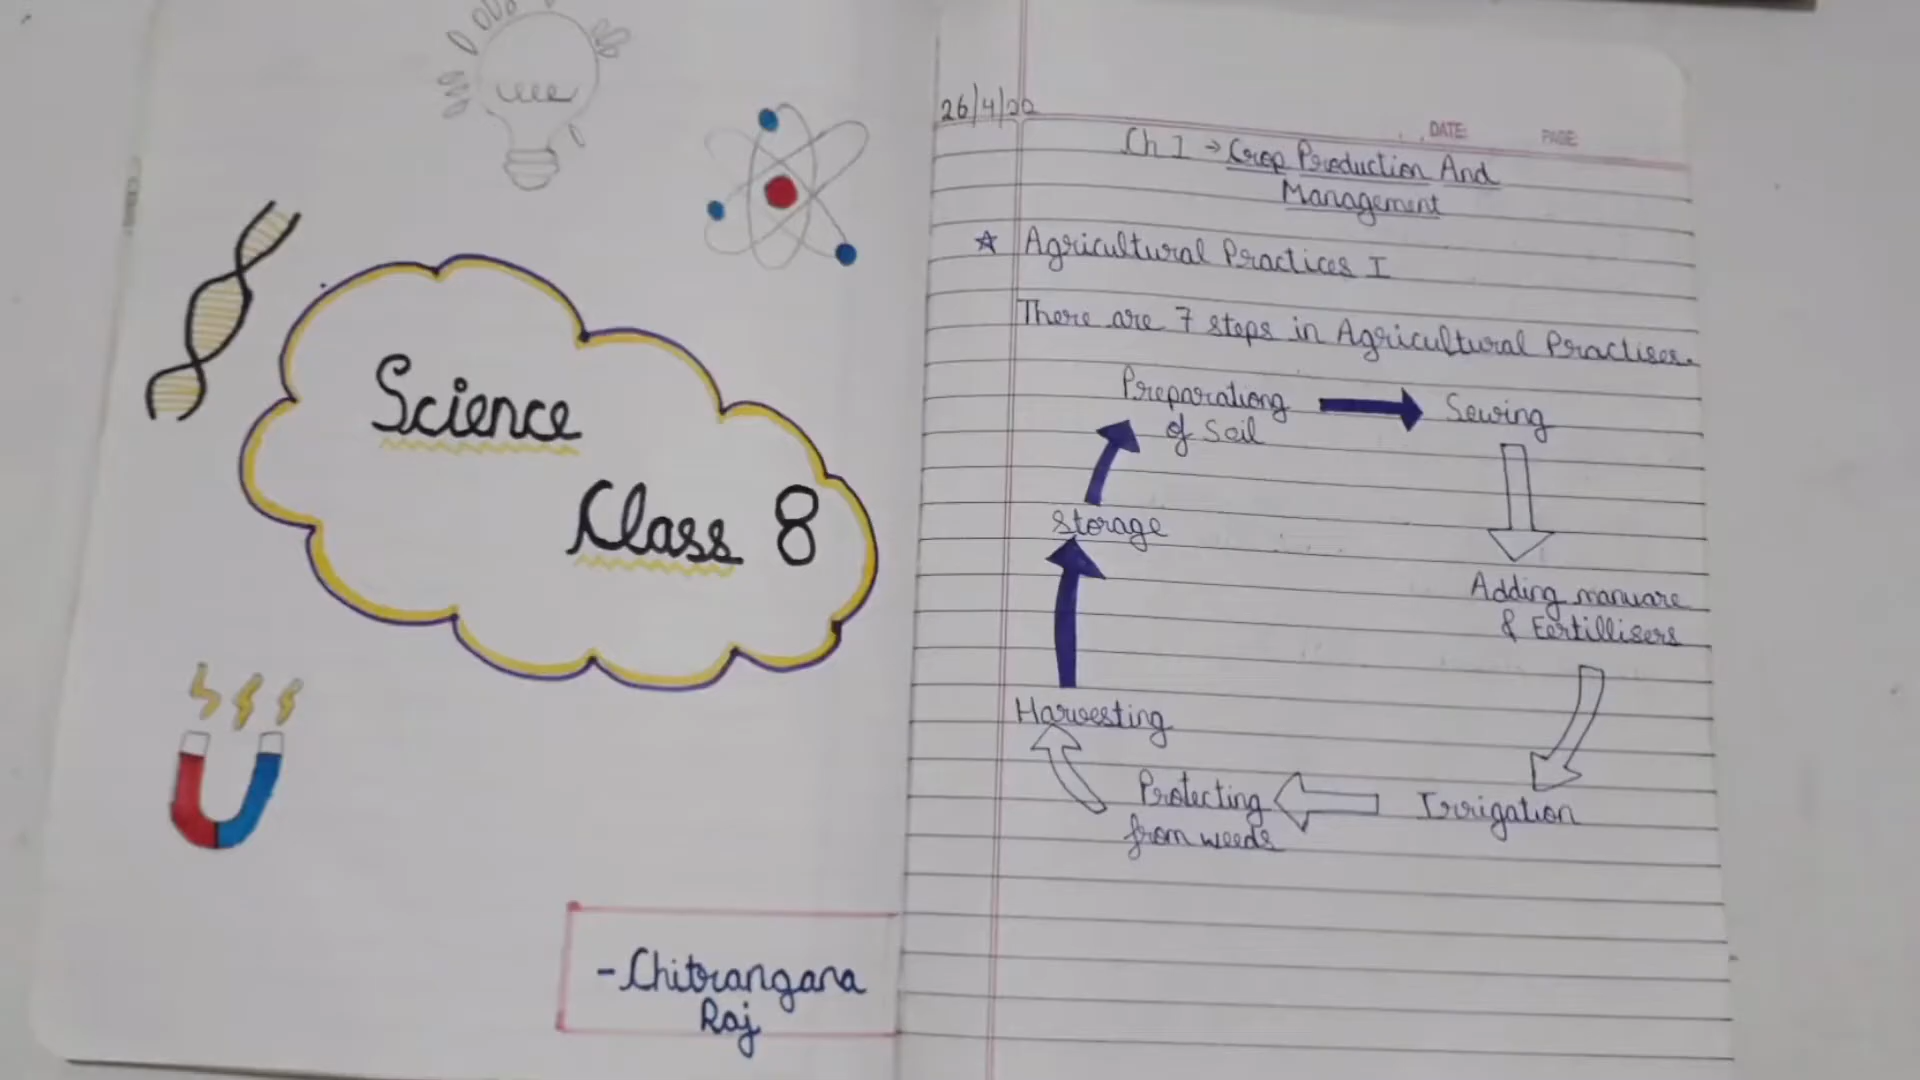 Science
Class 8
-Chitrangana
Raj
26/4/22
DATE: PAGE:
Ch 1 → Crop Production And
Management
☆ Agricultural Practices I
There are 7 steps in Agricultural Practises.
Preparationg
of Soil
Sewing
Storage
Adding manuare
& Fertillisers
Harvesting
Protecting
from weeds
Irrigation